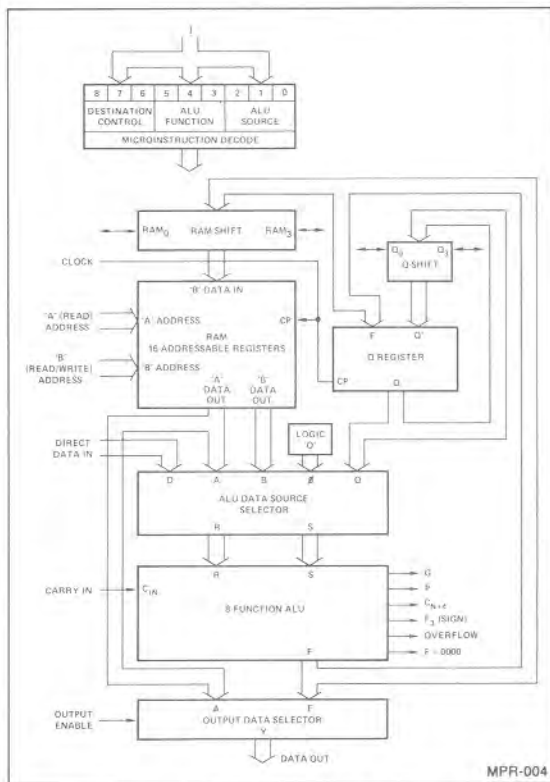 I
8 7 6 5 4 3 2 1 0
DESTINATION CONTROL
ALU FUNCTION
ALU SOURCE
MICROINSTRUCTION DECODE
RAM0 RAM SHIFT RAM3
Q0 Q3
Q SHIFT
CLOCK
'B' DATA IN
'A' (READ) ADDRESS
'A' ADDRESS
CP
RAM
16 ADDRESSABLE REGISTERS
'B' (READ/WRITE) ADDRESS
'B' ADDRESS
'A' DATA OUT
'B' DATA OUT
F Q'
Q REGISTER
CP Q
LOGIC '0'
DIRECT DATA IN
D A B Ø Q
ALU DATA SOURCE SELECTOR
R S
R S
CARRY IN
CIN
8 FUNCTION ALU
F
G
P
CN+4
F3 (SIGN)
OVERFLOW
F = 0000
A F
OUTPUT ENABLE
OUTPUT DATA SELECTOR
Y
DATA OUT
MPR-004